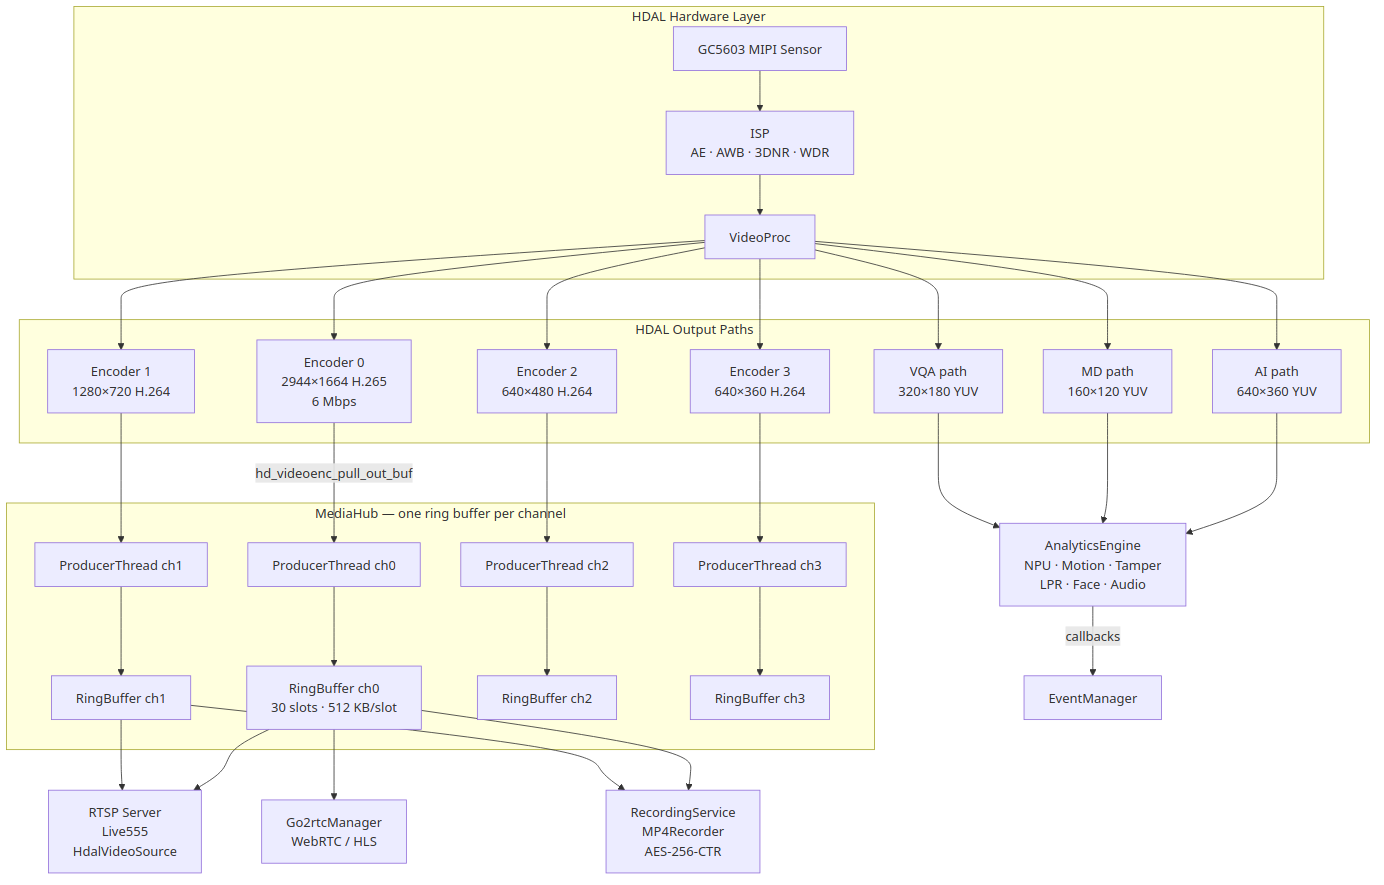 HDAL Hardware Layer
GC5603 MIPI Sensor
ISP
AE · AWB · 3DNR · WDR
VideoProc
HDAL Output Paths
Encoder 1
1280×720 H.264
Encoder 0
2944×1664 H.265
6 Mbps
Encoder 2
640×480 H.264
Encoder 3
640×360 H.264
VQA path
320×180 YUV
MD path
160×120 YUV
AI path
640×360 YUV
hd_videoenc_pull_out_buf
MediaHub — one ring buffer per channel
ProducerThread ch1
ProducerThread ch0
ProducerThread ch2
ProducerThread ch3
AnalyticsEngine
NPU · Motion · Tamper
LPR · Face · Audio
callbacks
RingBuffer ch1
RingBuffer ch0
30 slots · 512 KB/slot
RingBuffer ch2
RingBuffer ch3
EventManager
RTSP Server
Live555
HdalVideoSource
Go2rtcManager
WebRTC / HLS
RecordingService
MP4Recorder
AES-256-CTR